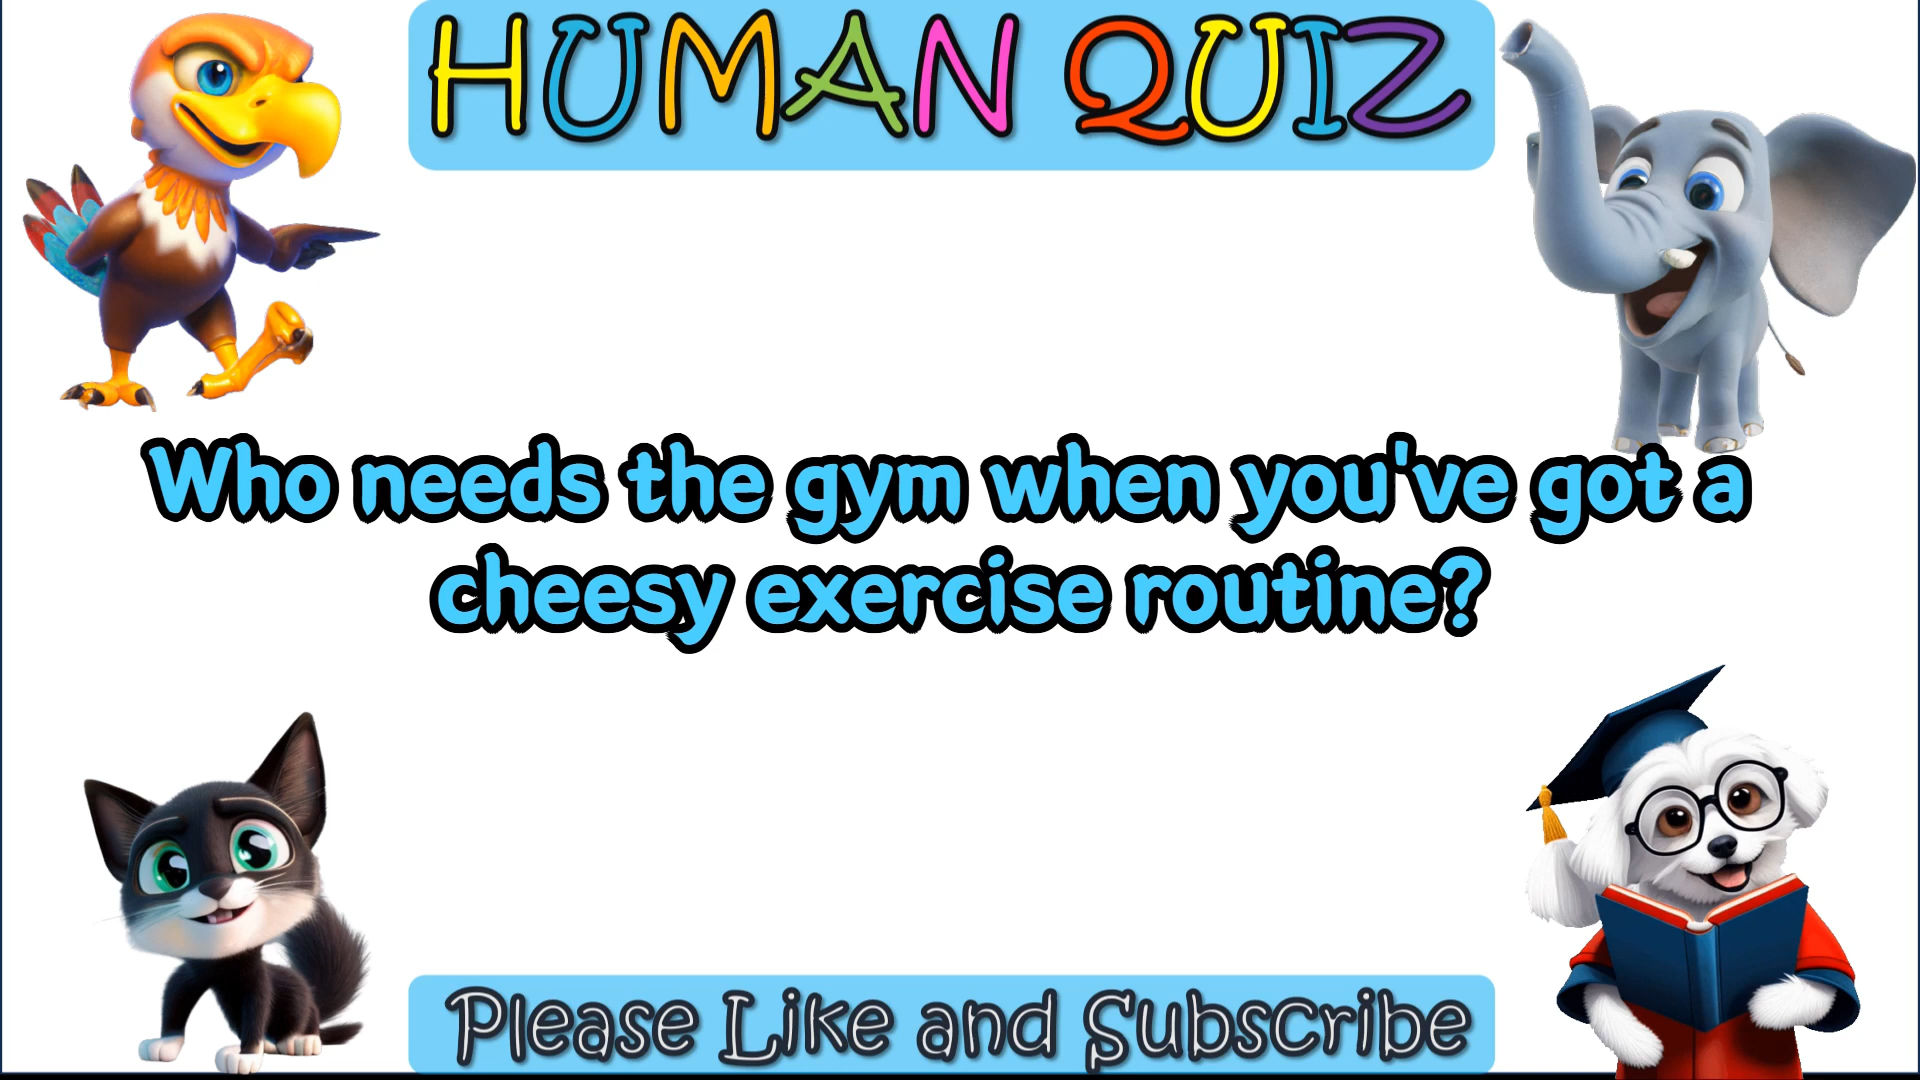 HUMAN QUIZ
Who needs the gym when you've got a
cheesy exercise routine?
Please Like and Subscribe